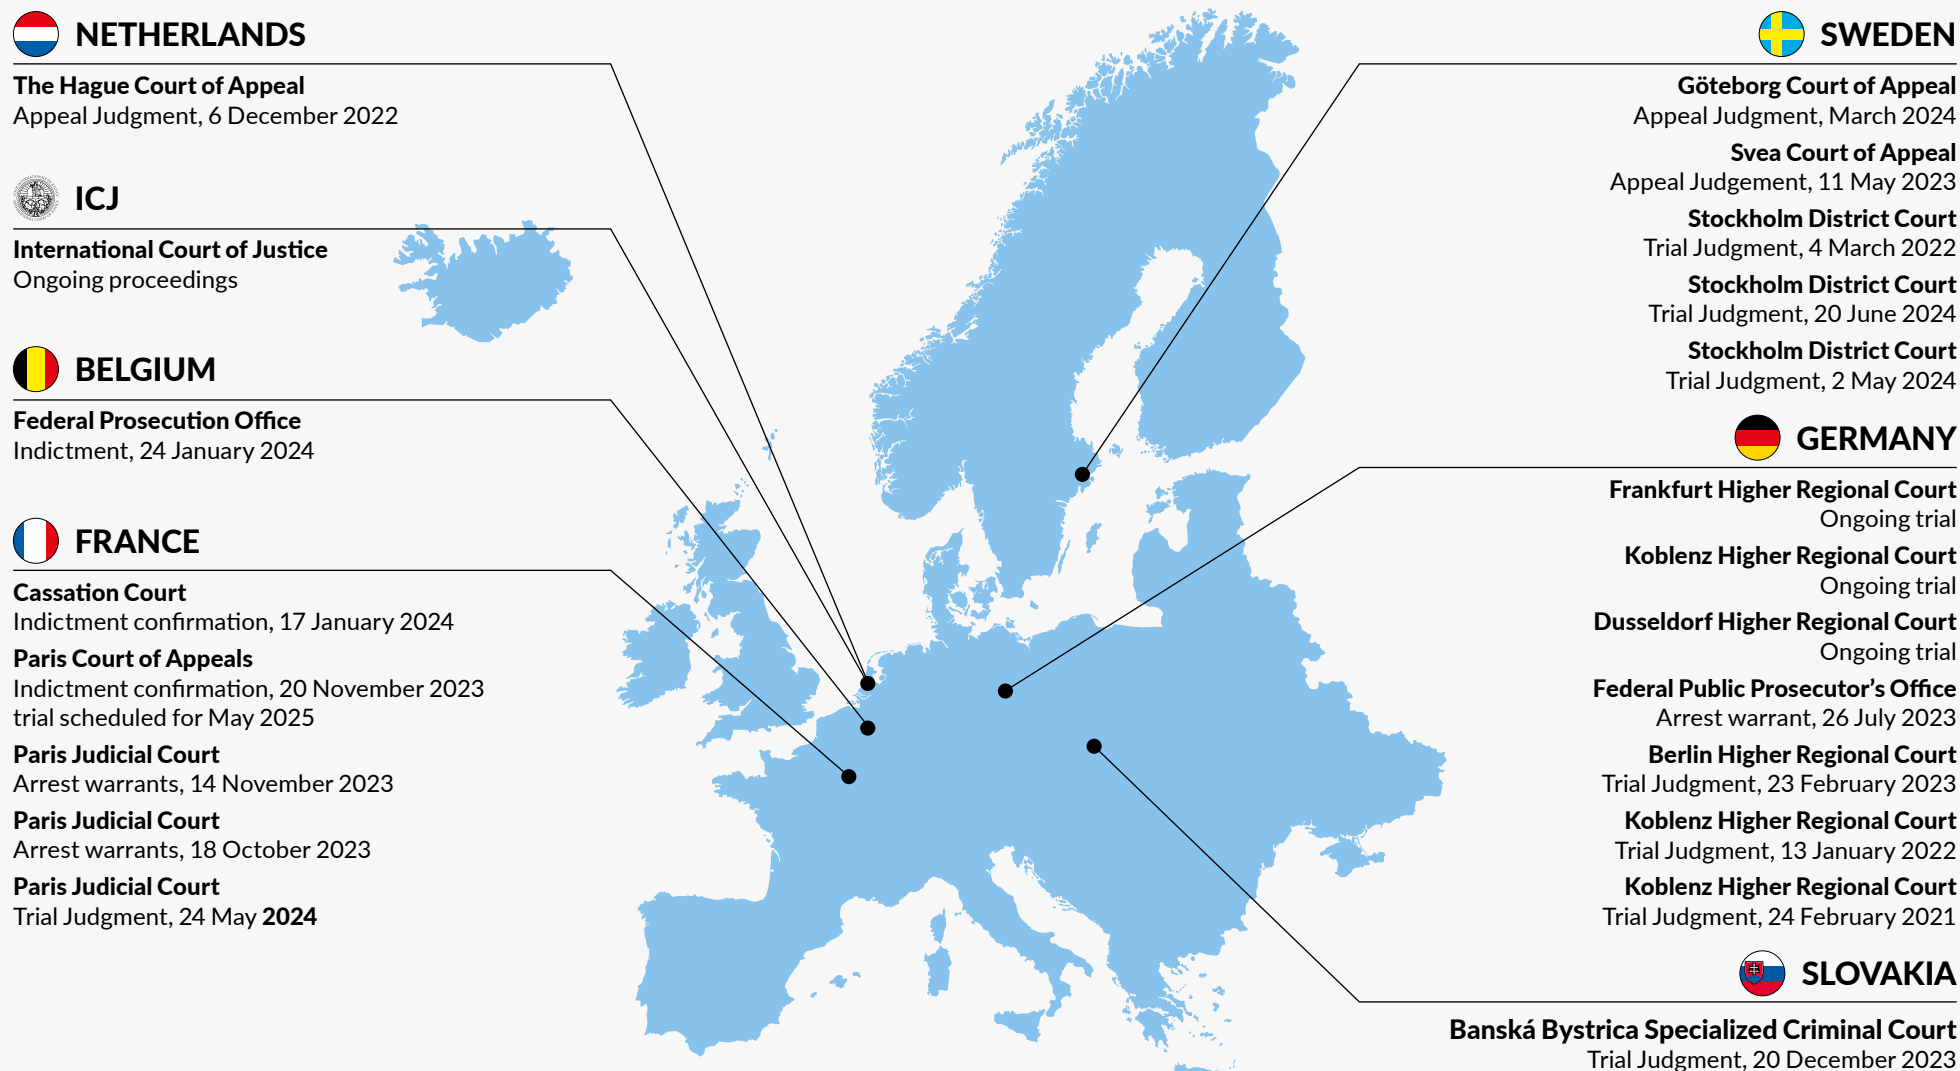 NETHERLANDS
The Hague Court of Appeal
Appeal Judgment, 6 December 2022
ICJ
International Court of Justice
Ongoing proceedings
BELGIUM
Federal Prosecution Office
Indictment, 24 January 2024
FRANCE
Cassation Court
Indictment confirmation, 17 January 2024
Paris Court of Appeals
Indictment confirmation, 20 November 2023
trial scheduled for May 2025
Paris Judicial Court
Arrest warrants, 14 November 2023
Paris Judicial Court
Arrest warrants, 18 October 2023
Paris Judicial Court
Trial Judgment, 24 May 2024
SWEDEN
Göteborg Court of Appeal
Appeal Judgment, March 2024
Svea Court of Appeal
Appeal Judgement, 11 May 2023
Stockholm District Court
Trial Judgment, 4 March 2022
Stockholm District Court
Trial Judgment, 20 June 2024
Stockholm District Court
Trial Judgment, 2 May 2024
GERMANY
Frankfurt Higher Regional Court
Ongoing trial
Koblenz Higher Regional Court
Ongoing trial
Dusseldorf Higher Regional Court
Ongoing trial
Federal Public Prosecutor’s Office
Arrest warrant, 26 July 2023
Berlin Higher Regional Court
Trial Judgment, 23 February 2023
Koblenz Higher Regional Court
Trial Judgment, 13 January 2022
Koblenz Higher Regional Court
Trial Judgment, 24 February 2021
SLOVAKIA
Banská Bystrica Specialized Criminal Court
Trial Judgment, 20 December 2023